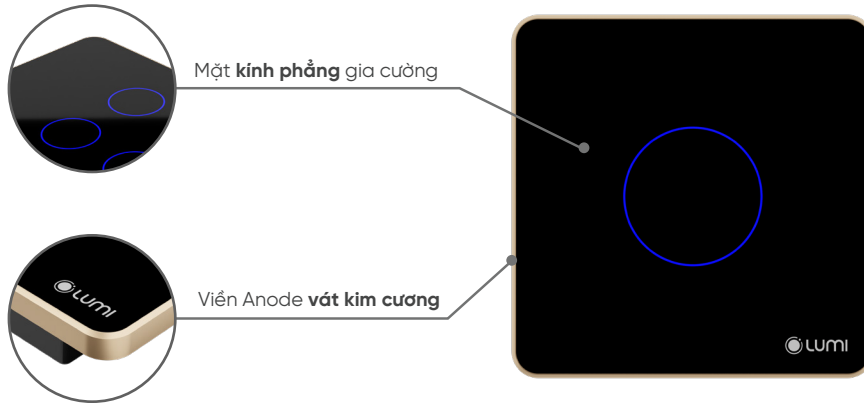 Mặt kính phẳng gia cường
LUMI
Viền Anode vát kim cương
LUMI